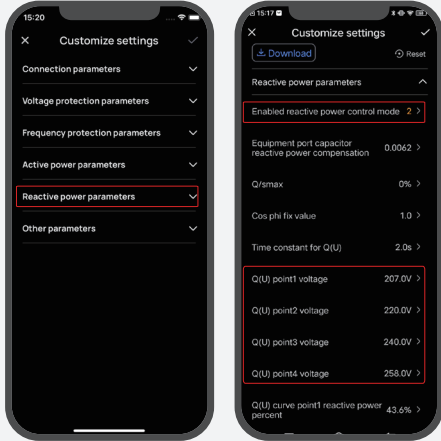 15:20
Customize settings
Connection parameters
Voltage protection parameters
Frequency protection parameters
Active power parameters
Reactive power parameters
Other parameters
15:17
Customize settings
Download
Reset
Reactive power parameters
Enabled reactive power control mode 2
Equipment port capacitor
reactive power compensation 0.0062
Q/smax 0%
Cos phi fix value 1.0
Time constant for Q(U) 2.0s
Q(U) point1 voltage 207.0V
Q(U) point2 voltage 220.0V
Q(U) point3 voltage 240.0V
Q(U) point4 voltage 258.0V
Q(U) curve point1 reactive power
percent 43.6%